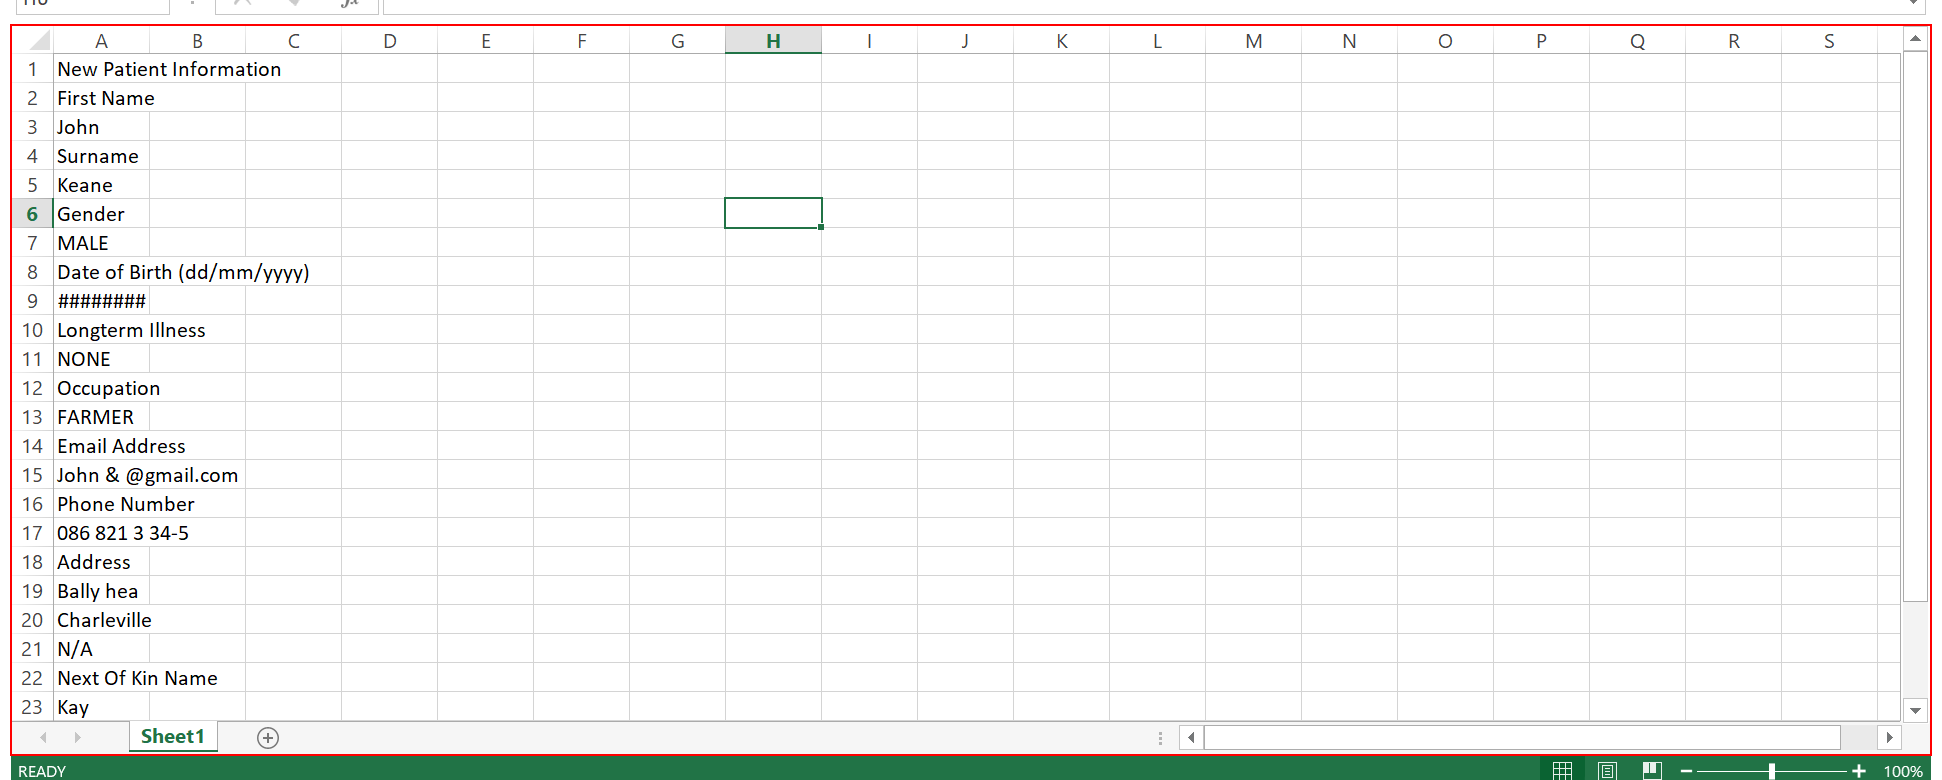 A B C D E F G H I J K L M N O P Q R S
1 New Patient Information
2 First Name
3 John
4 Surname
5 Keane
6 Gender
7 MALE
8 Date of Birth (dd/mm/yyyy)
9 ########
10 Longterm Illness
11 NONE
12 Occupation
13 FARMER
14 Email Address
15 John & @gmail.com
16 Phone Number
17 086 821 3 34-5
18 Address
19 Bally hea
20 Charleville
21 N/A
22 Next Of Kin Name
23 Kay
Sheet1
READY 100%